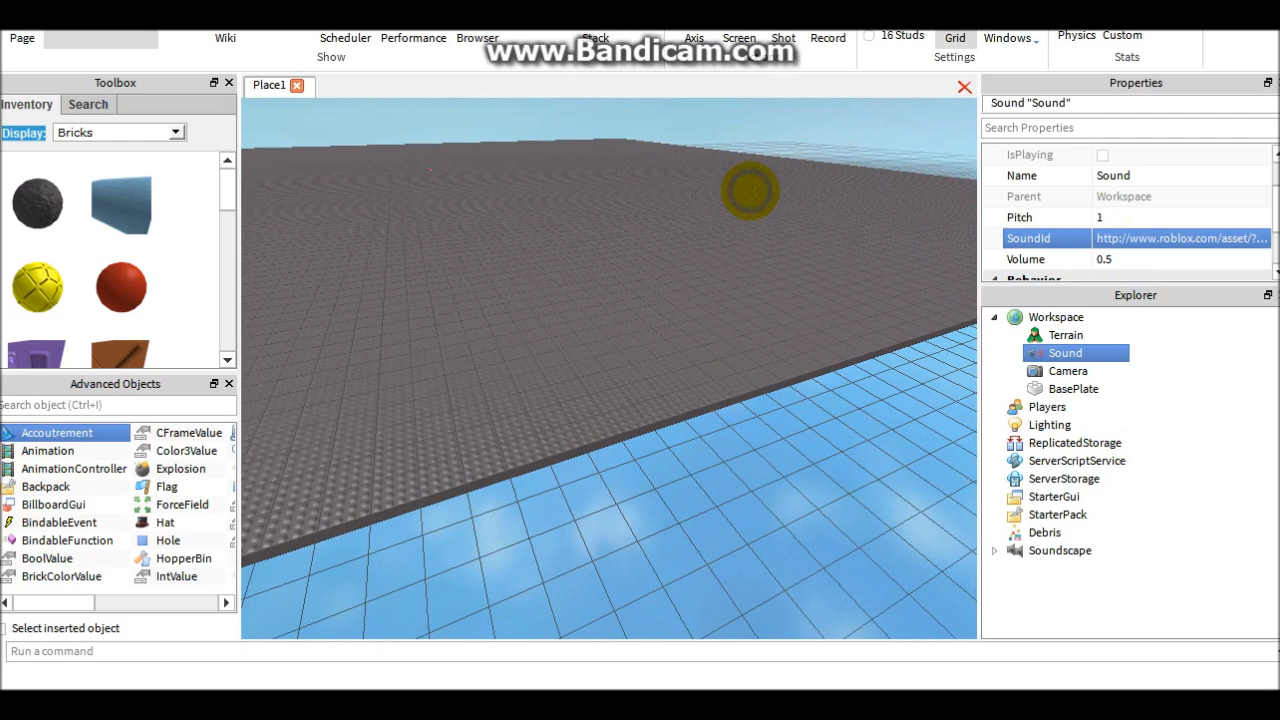 Page
Wiki
Scheduler Performance Browser
Stack
Axis Screen Shot Record
16 Studs
Grid
Windows
Physics Custom
Show
Settings
Stats
www.Bandicam.com
Toolbox
Inventory Search
Display: Bricks
Place1
Advanced Objects
Search object (Ctrl+I)
Accoutrement CFrameValue
Animation Color3Value
AnimationController Explosion
Backpack Flag
BillboardGui ForceField
BindableEvent Hat
BindableFunction Hole
BoolValue HopperBin
BrickColorValue IntValue
Select inserted object
Run a command
Properties
Sound "Sound"
Search Properties
IsPlaying
Name Sound
Parent Workspace
Pitch 1
SoundId http://www.roblox.com/asset/?...
Volume 0.5
Explorer
Workspace
Terrain
Sound
Camera
BasePlate
Players
Lighting
ReplicatedStorage
ServerScriptService
ServerStorage
StarterGui
StarterPack
Debris
Soundscape